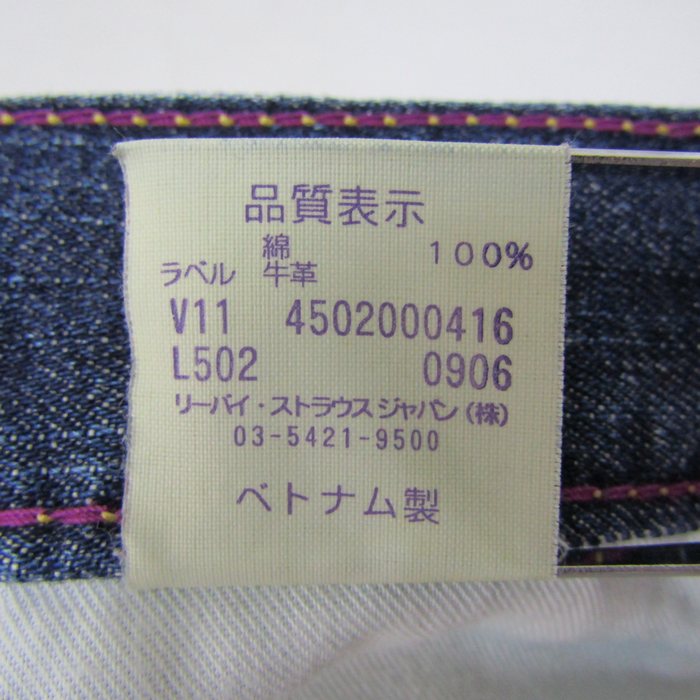 品質表示
綿 100%
ラベル 牛革
V11 4502000416
L502 0906
リーバイ・ストラウスジャパン(株)
03-5421-9500
ベトナム製